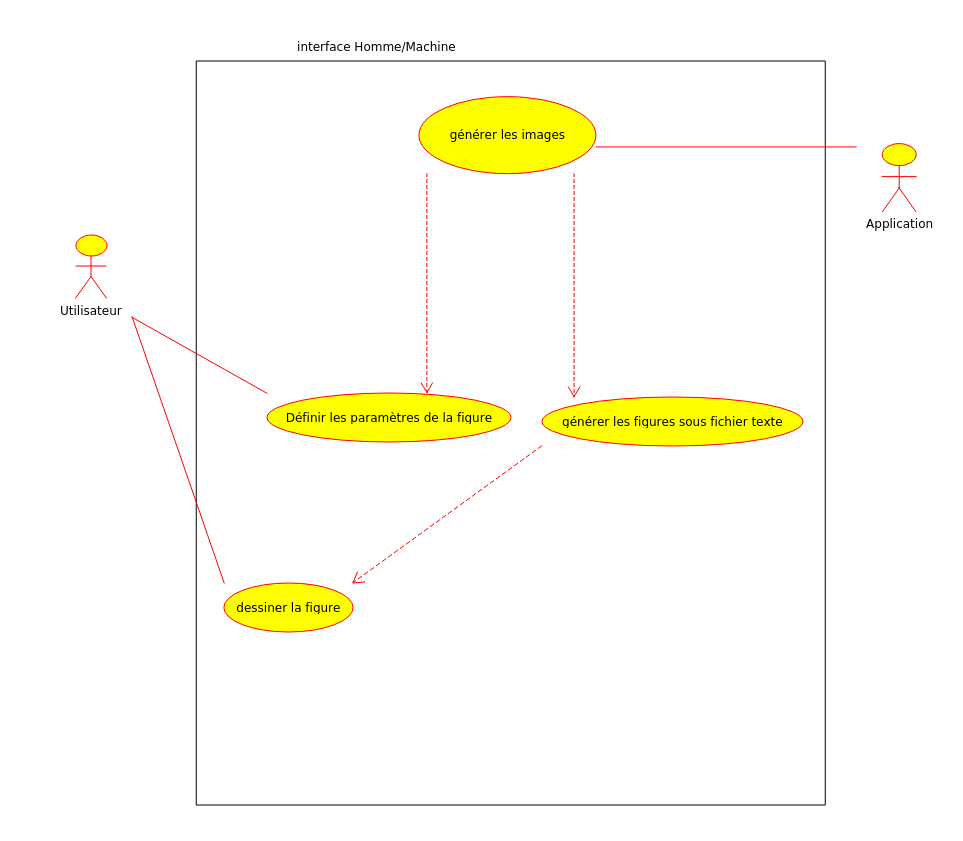 interface Homme/Machine
générer les images
Application
Utilisateur
Définir les paramètres de la figure
générer les figures sous fichier texte
dessiner la figure